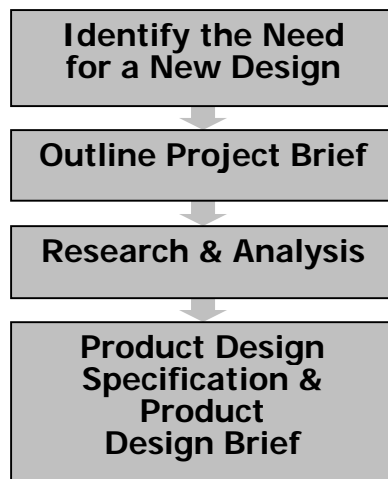 Identify the Need
for a New Design
Outline Project Brief
Research & Analysis
Product Design
Specification &
Product
Design Brief